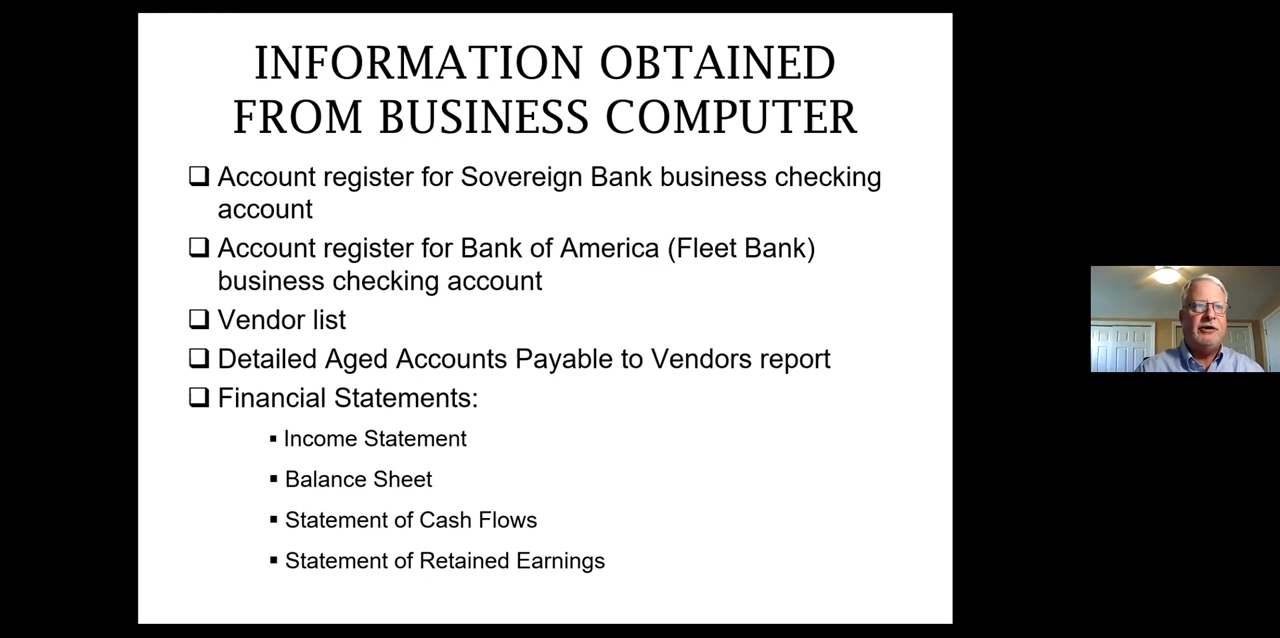 INFORMATION OBTAINED
FROM BUSINESS COMPUTER
❑ Account register for Sovereign Bank business checking
account
❑ Account register for Bank of America (Fleet Bank)
business checking account
❑ Vendor list
❑ Detailed Aged Accounts Payable to Vendors report
❑ Financial Statements:
▪ Income Statement
▪ Balance Sheet
▪ Statement of Cash Flows
▪ Statement of Retained Earnings